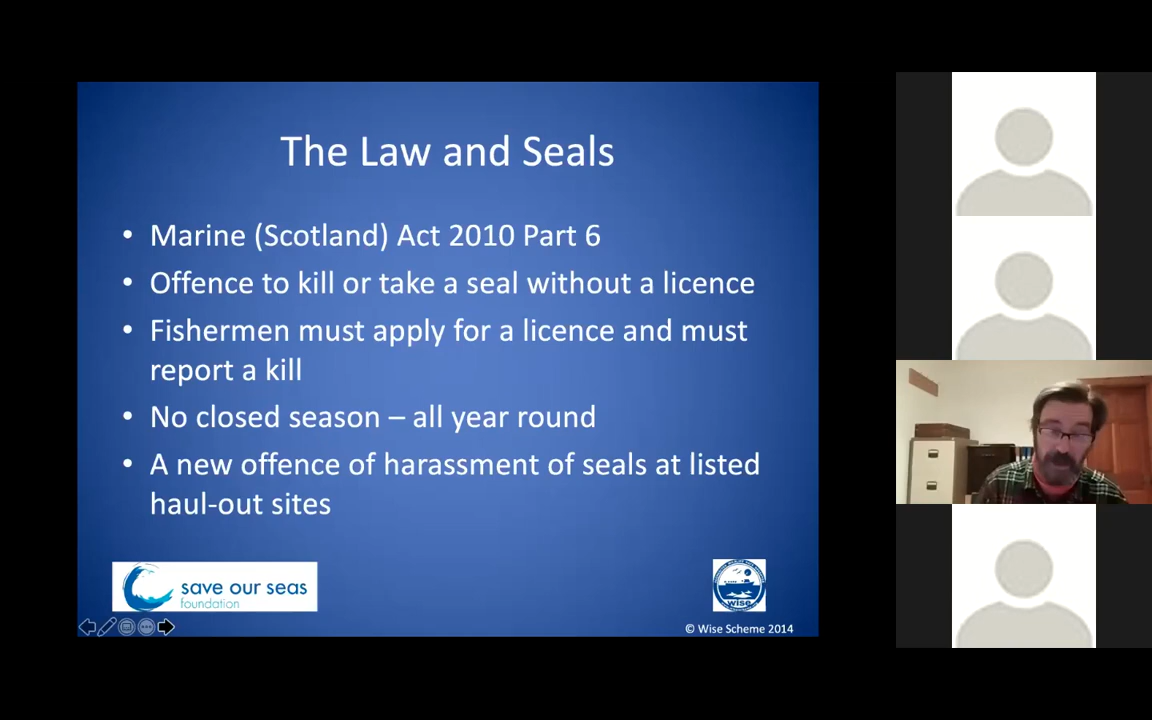 The Law and Seals
• Marine (Scotland) Act 2010 Part 6
• Offence to kill or take a seal without a licence
• Fishermen must apply for a licence and must
report a kill
• No closed season – all year round
• A new offence of harassment of seals at listed
haul-out sites
save our seas
foundation
wise
© Wise Scheme 2014